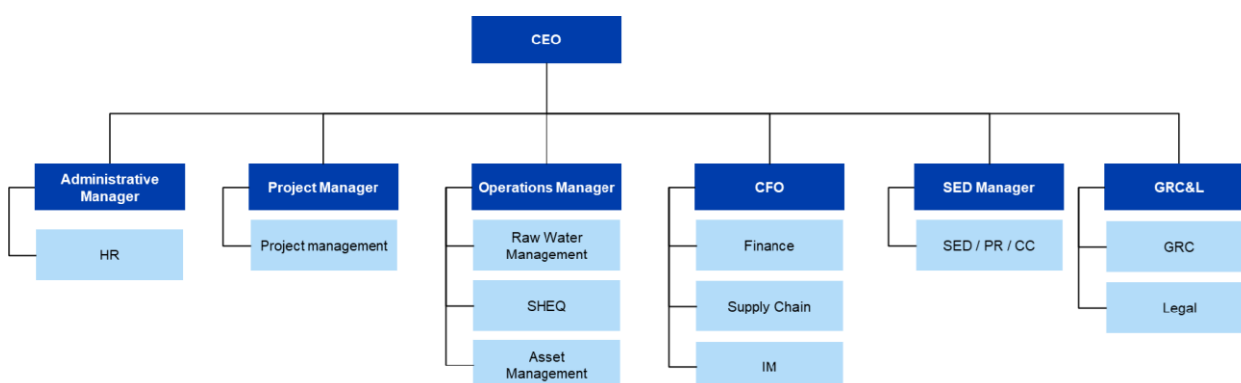 CEO
Administrative
Manager
Project Manager
Operations Manager
CFO
SED Manager
GRC&L
HR
Project management
Raw Water
Management
Finance
SED / PR / CC
GRC
SHEQ
Supply Chain
Legal
Asset
Management
IM